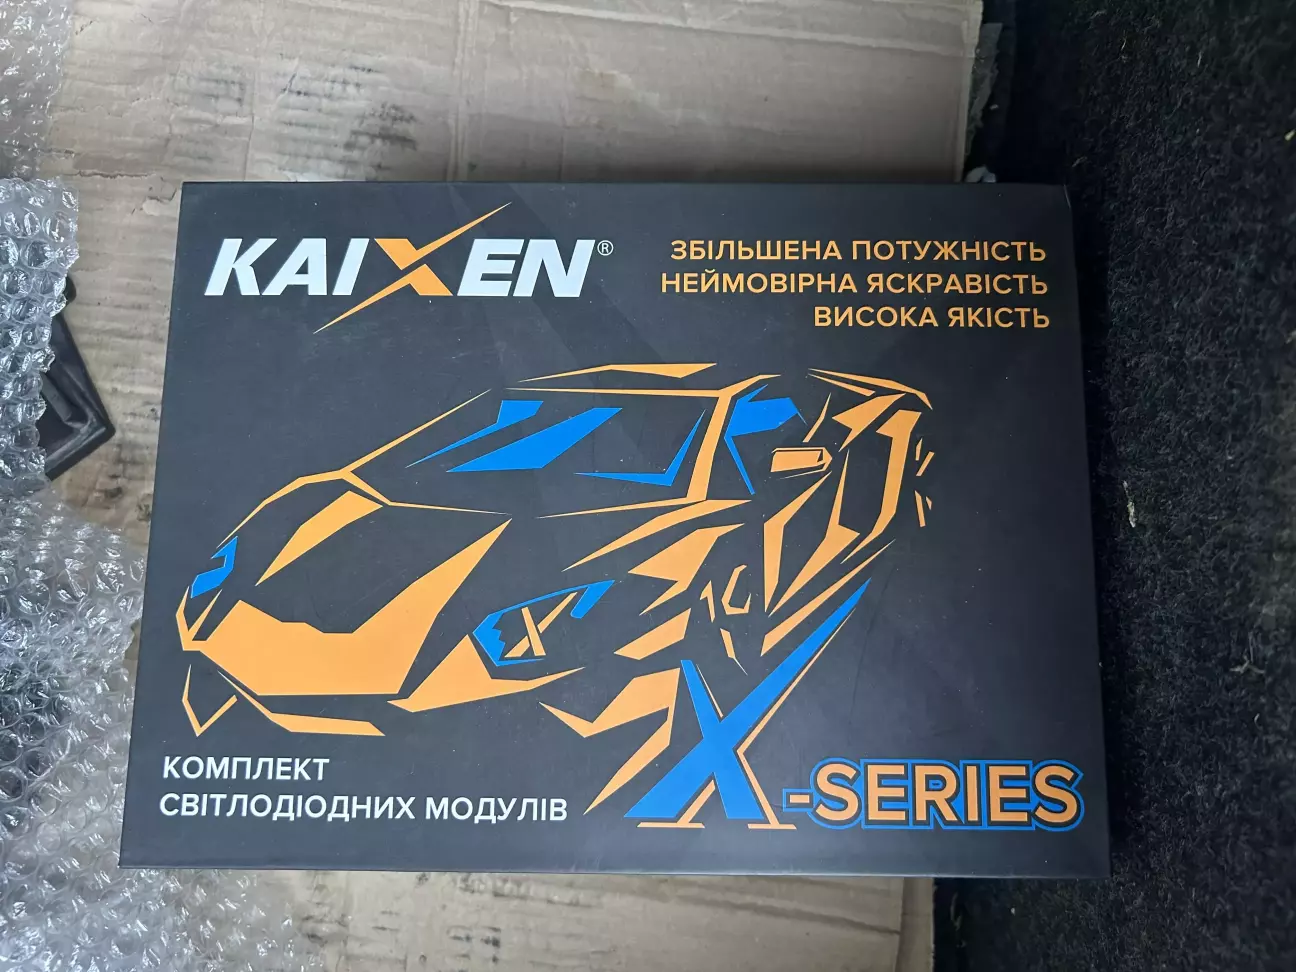 KAIXEN®
ЗБІЛЬШЕНА ПОТУЖНІСТЬ
НЕЙМОВІРНА ЯСКРАВІСТЬ
ВИСОКА ЯКІСТЬ
КОМПЛЕКТ
СВІТЛОДІОДНИХ МОДУЛІВ
X-SERIES